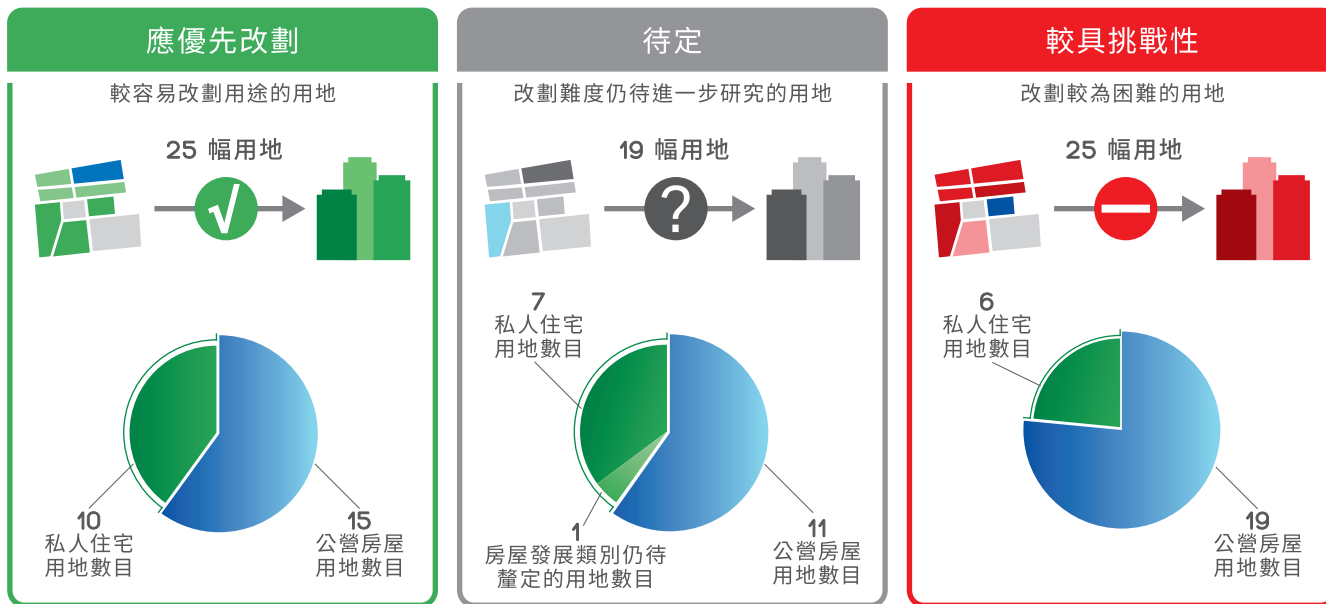 應優先改劃
較容易改劃用途的用地
25 幅用地
√
10
私人住宅
用地數目
15
公營房屋
用地數目
待定
改劃難度仍待進一步研究的用地
19 幅用地
?
7
私人住宅
用地數目
1
房屋發展類別仍待
釐定的用地數目
11
公營房屋
用地數目
較具挑戰性
改劃較為困難的用地
25 幅用地
6
私人住宅
用地數目
19
公營房屋
用地數目